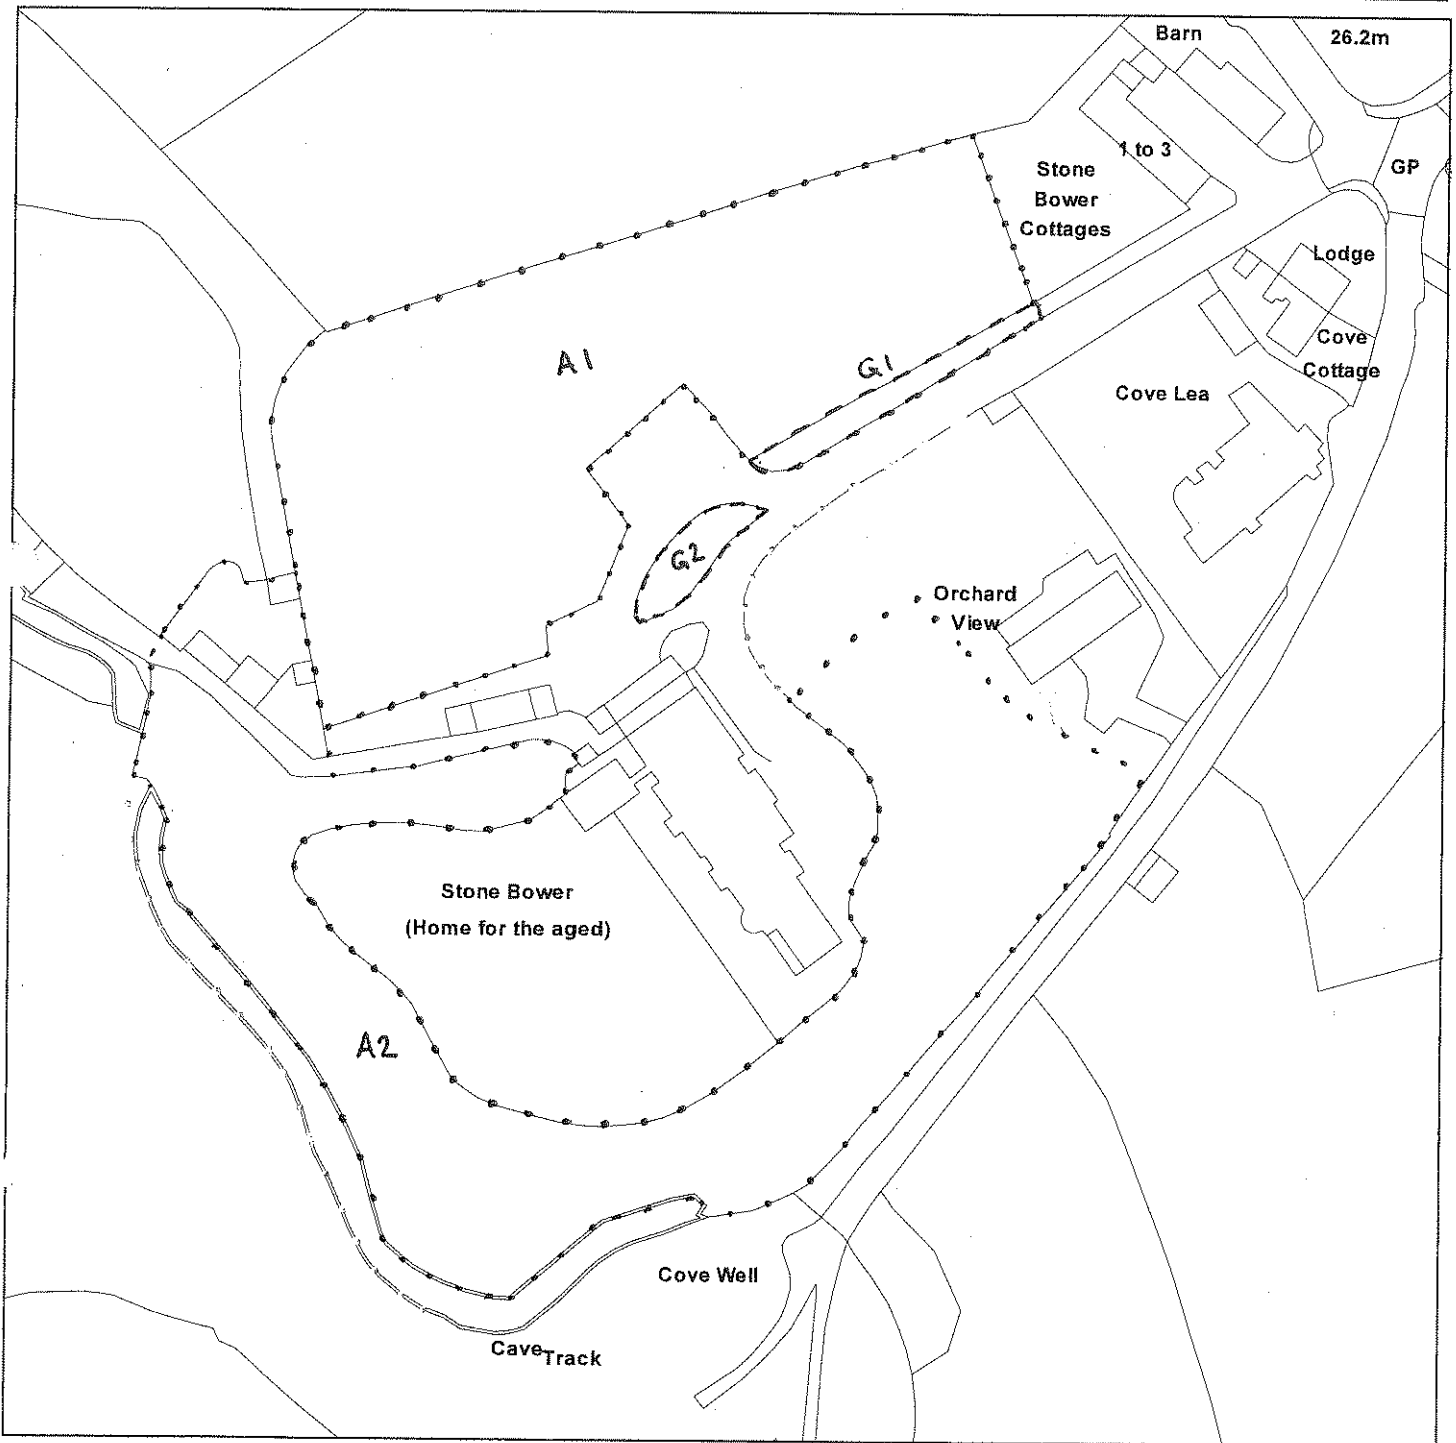 Barn
26.2m
1 to 3
GP
Stone
Bower
Cottages
Lodge
Cove
Cottage
A1
G1
Cove Lea
G2
Orchard
View
Stone Bower
(Home for the aged)
A2
Cove Well
Cave
Track